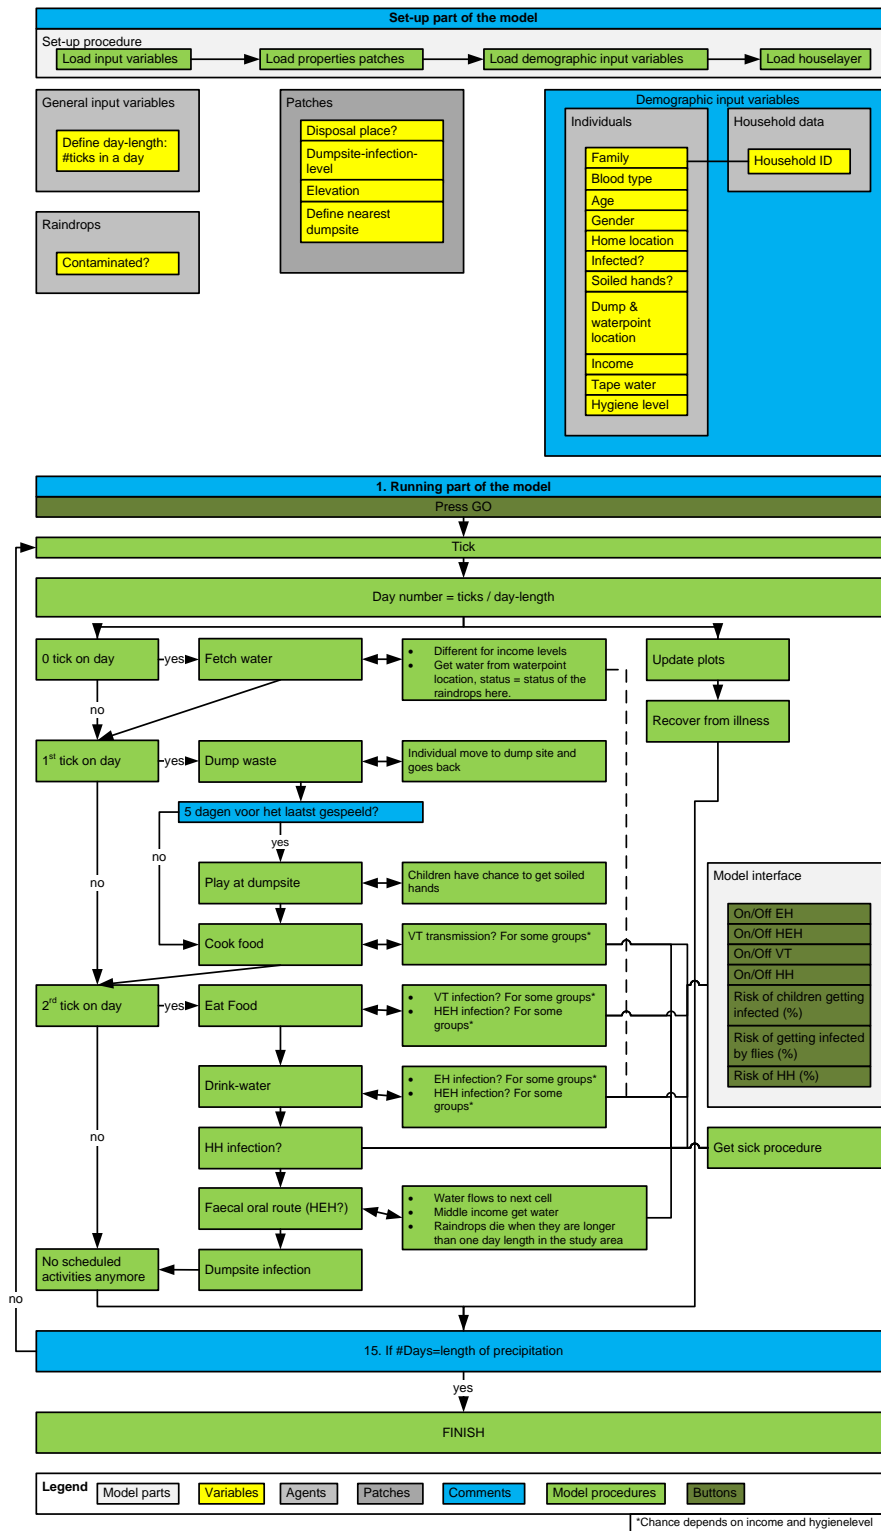 Set-up part of the model
Set-up procedure
Load input variables
Load properties patches
Load demographic input variables
Load houselayer
General input variables
Define day-length:
#ticks in a day
Raindrops
Contaminated?
Patches
Disposal place?
Dumpsite-infection-
level
Elevation
Define nearest
dumpsite
Demographic input variables
Individuals
Family
Blood type
Age
Gender
Home location
Infected?
Soiled hands?
Dump &
waterpoint
location
Income
Tape water
Hygiene level
Household data
Household ID
1. Running part of the model
Press GO
Tick
Day number = ticks / day-length
0 tick on day
yes
Fetch water
• Different for income levels
• Get water from waterpoint
location, status = status of the
raindrops here.
Update plots
no
Recover from illness
1st tick on day
yes
Dump waste
Individual move to dump site and
goes back
5 dagen voor het laatst gespeeld?
no
yes
no
Play at dumpsite
Children have chance to get soiled
hands
Cook food
VT transmission? For some groups*
Model interface
On/Off EH
On/Off HEH
On/Off VT
On/Off HH
Risk of children getting
infected (%)
Risk of getting infected
by flies (%)
Risk of HH (%)
2rd tick on day
yes
Eat Food
• VT infection? For some groups*
• HEH infection? For some
groups*
Drink-water
• EH infection? For some groups*
• HEH infection? For some
groups*
no
HH infection?
Get sick procedure
Faecal oral route (HEH?)
• Water flows to next cell
• Middle income get water
• Raindrops die when they are longer
than one day length in the study area
No scheduled
activities anymore
Dumpsite infection
no
15. If #Days=length of precipitation
yes
FINISH
Legend
Model parts
Variables
Agents
Patches
Comments
Model procedures
Buttons
*Chance depends on income and hygienelevel